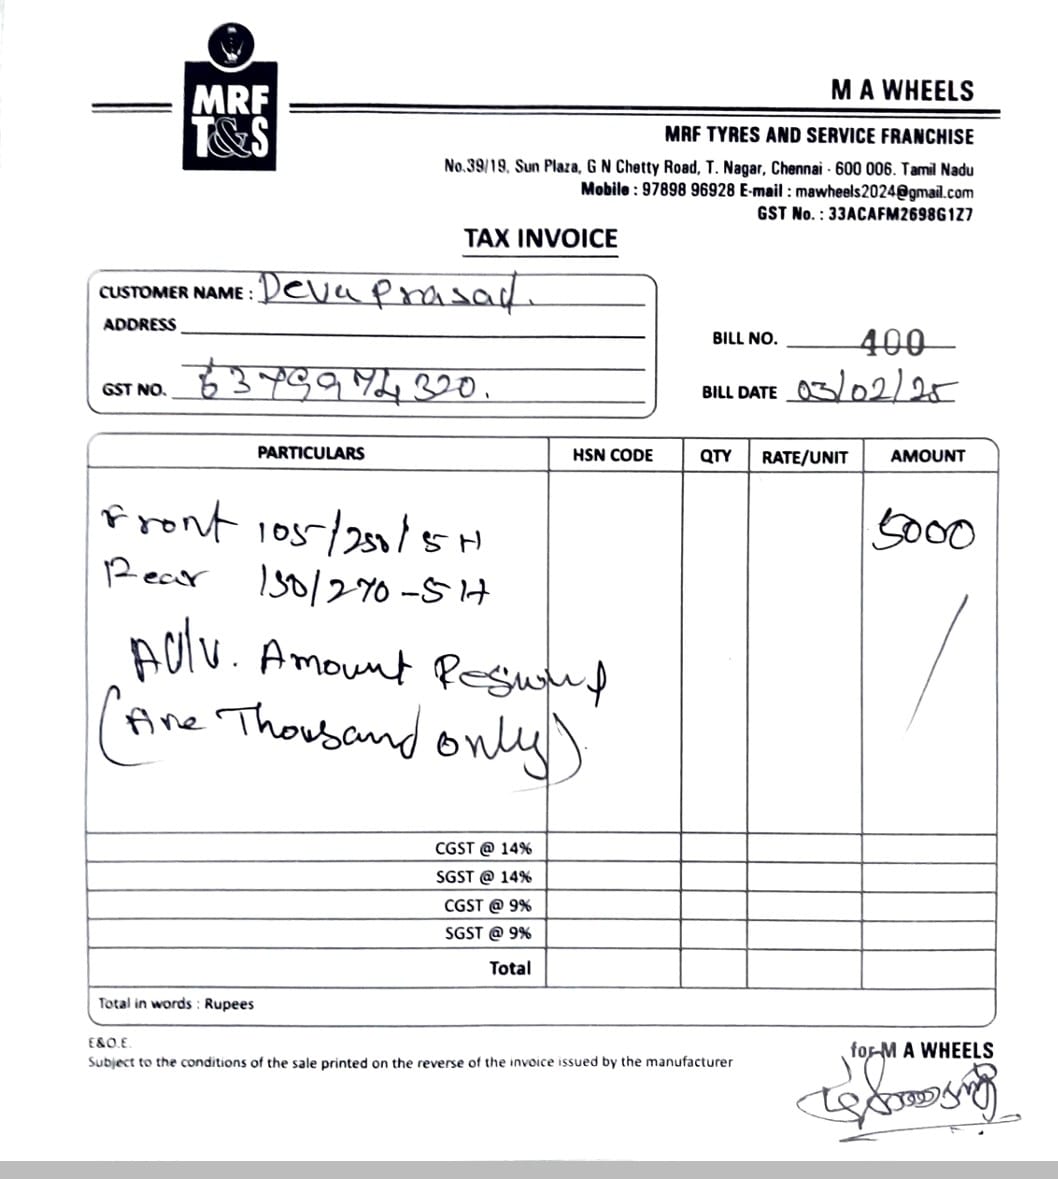 MRF
T&S
M A WHEELS
MRF TYRES AND SERVICE FRANCHISE
No.39/19, Sun Plaza, G N Chetty Road, T. Nagar, Chennai - 600 006. Tamil Nadu
Mobile : 97898 96928 E-mail : mawheels2024@gmail.com
GST No. : 33ACAFM2698G1Z7
TAX INVOICE
CUSTOMER NAME : Deva Prasad.
ADDRESS
GST NO. 6379974320.
BILL NO. 400
BILL DATE 03/02/25
PARTICULARS HSN CODE QTY RATE/UNIT AMOUNT
Front 105/250/5H 5000
Rear 150/270-5H
Amount
Thousand only)
CGST @ 14%
SGST @ 14%
CGST @ 9%
SGST @ 9%
Total
Total in words : Rupees
E&O.E.
Subject to the conditions of the sale printed on the reverse of the invoice issued by the manufacturer
for M A WHEELS